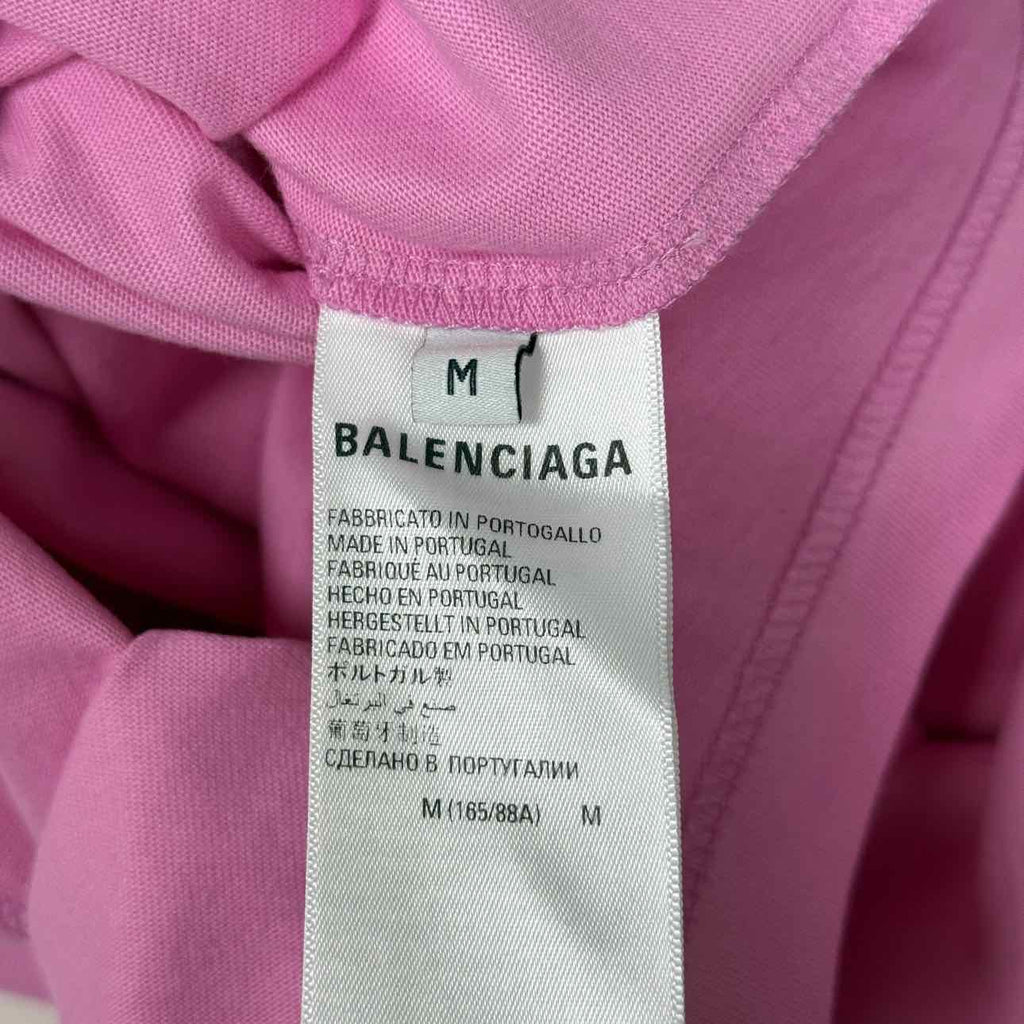 M
BALENCIAGA
FABBRICATO IN PORTOGALLO
MADE IN PORTUGAL
FABRIQUÉ AU PORTUGAL
HECHO EN PORTUGAL
HERGESTELLT IN PORTUGAL
FABRICADO EM PORTUGAL
ポルトガル製
صنع في البرتغال
葡萄牙制造
СДЕЛАНО В ПОРТУГАЛИИ
M (165/88A) M